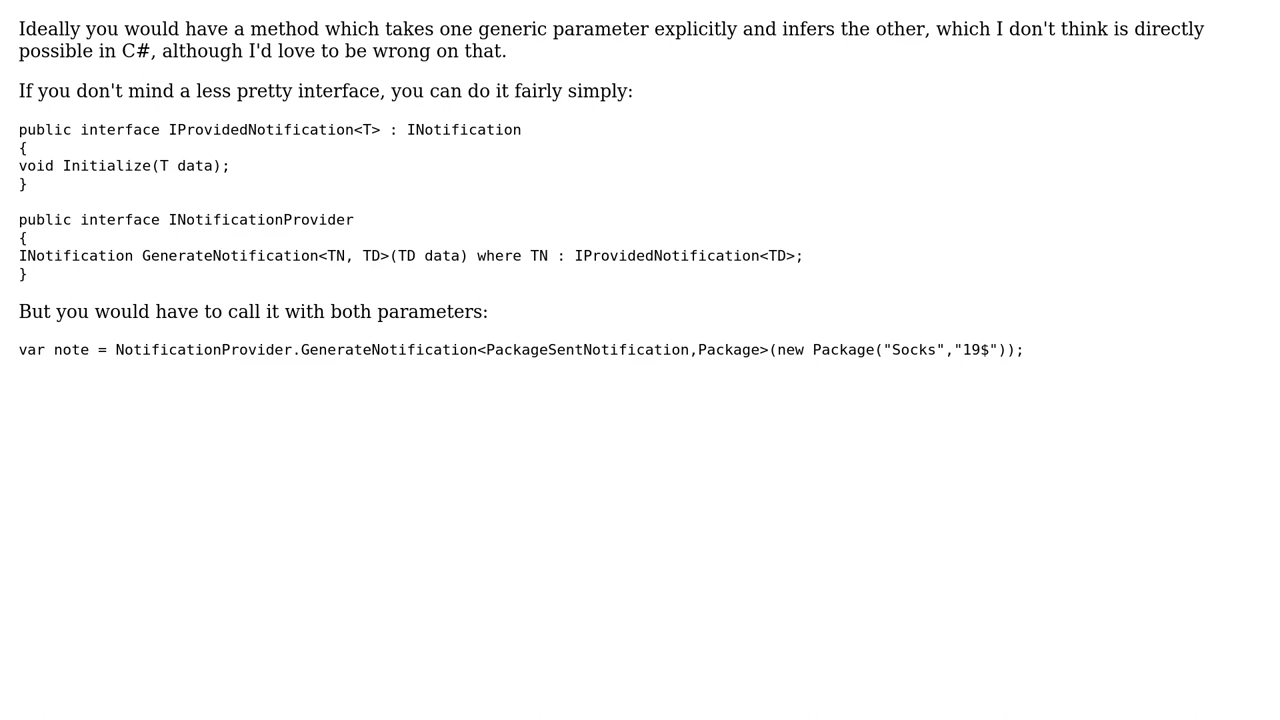 Ideally you would have a method which takes one generic parameter explicitly and infers the other, which I don't think is directly
possible in C#, although I'd love to be wrong on that.
If you don't mind a less pretty interface, you can do it fairly simply:
public interface IProvidedNotification<T> : INotification
{
void Initialize(T data);
}
public interface INotificationProvider
{
INotification GenerateNotification<TN, TD>(TD data) where TN : IProvidedNotification<TD>;
}
But you would have to call it with both parameters:
var note = NotificationProvider.GenerateNotification<PackageSentNotification,Package>(new Package("Socks","19$"));